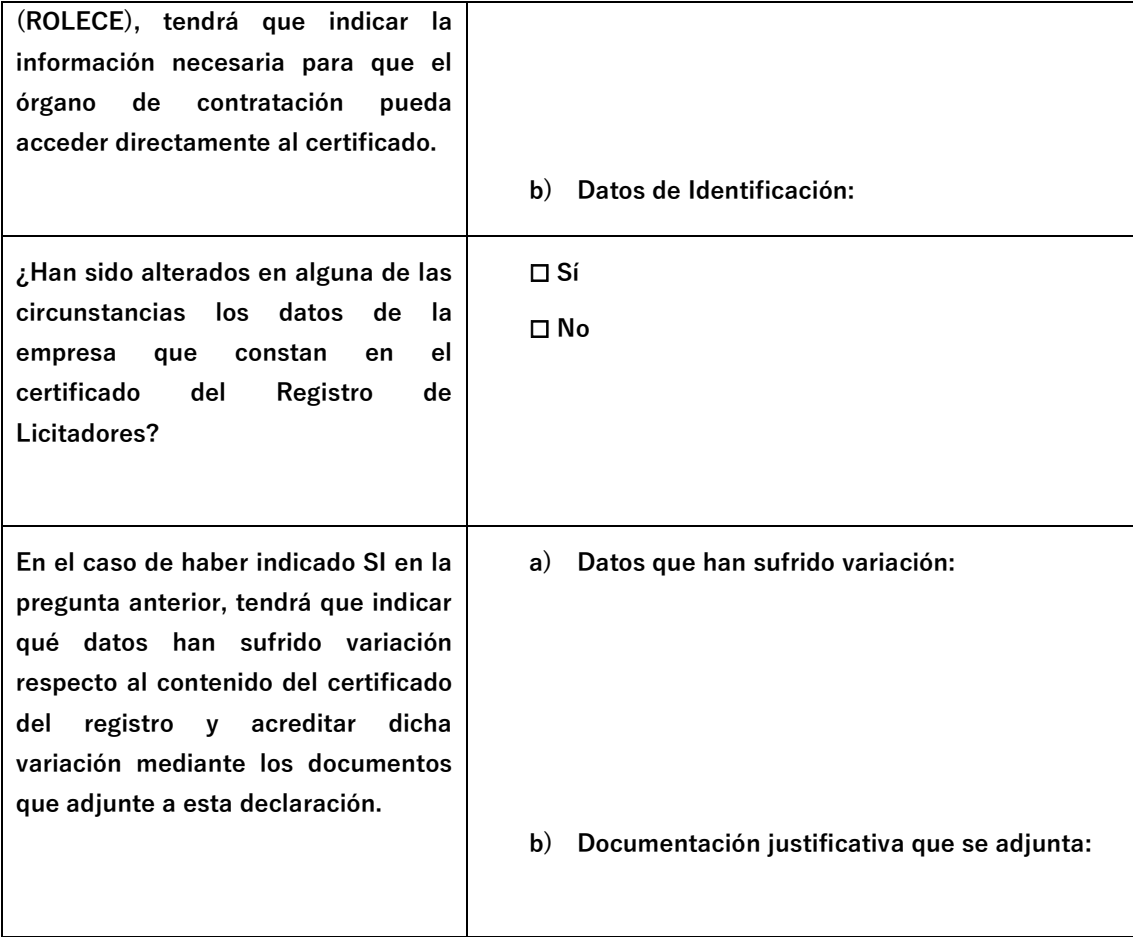 (ROLECE), tendrá que indicar la
información necesaria para que el
órgano de contratación pueda
acceder directamente al certificado.
b) Datos de Identificación:
¿Han sido alterados en alguna de las
circunstancias los datos de la
empresa que constan en el
certificado del Registro de
Licitadores?
☐ Sí
☐ No
En el caso de haber indicado SI en la
pregunta anterior, tendrá que indicar
qué datos han sufrido variación
respecto al contenido del certificado
del registro y acreditar dicha
variación mediante los documentos
que adjunte a esta declaración.
a) Datos que han sufrido variación:
b) Documentación justificativa que se adjunta: